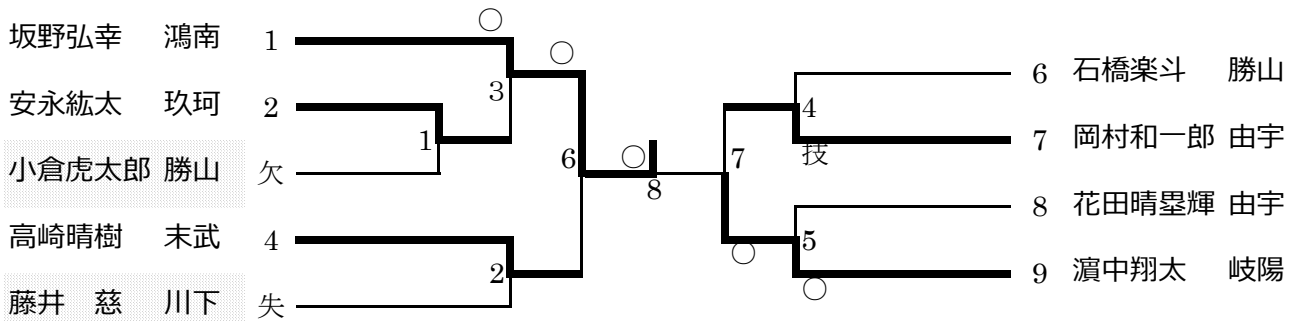 坂野弘幸 鴻南 1
安永紘太 玖珂 2
小倉虎太郎 勝山 欠
高崎晴樹 末武 4
藤井 慈 川下 失
○
○
3
1
2
6
○
8
7
4
技
5
○
○
6 石橋楽斗 勝山
7 岡村和一郎 由宇
8 花田晴塁輝 由宇
9 濵中翔太 岐陽